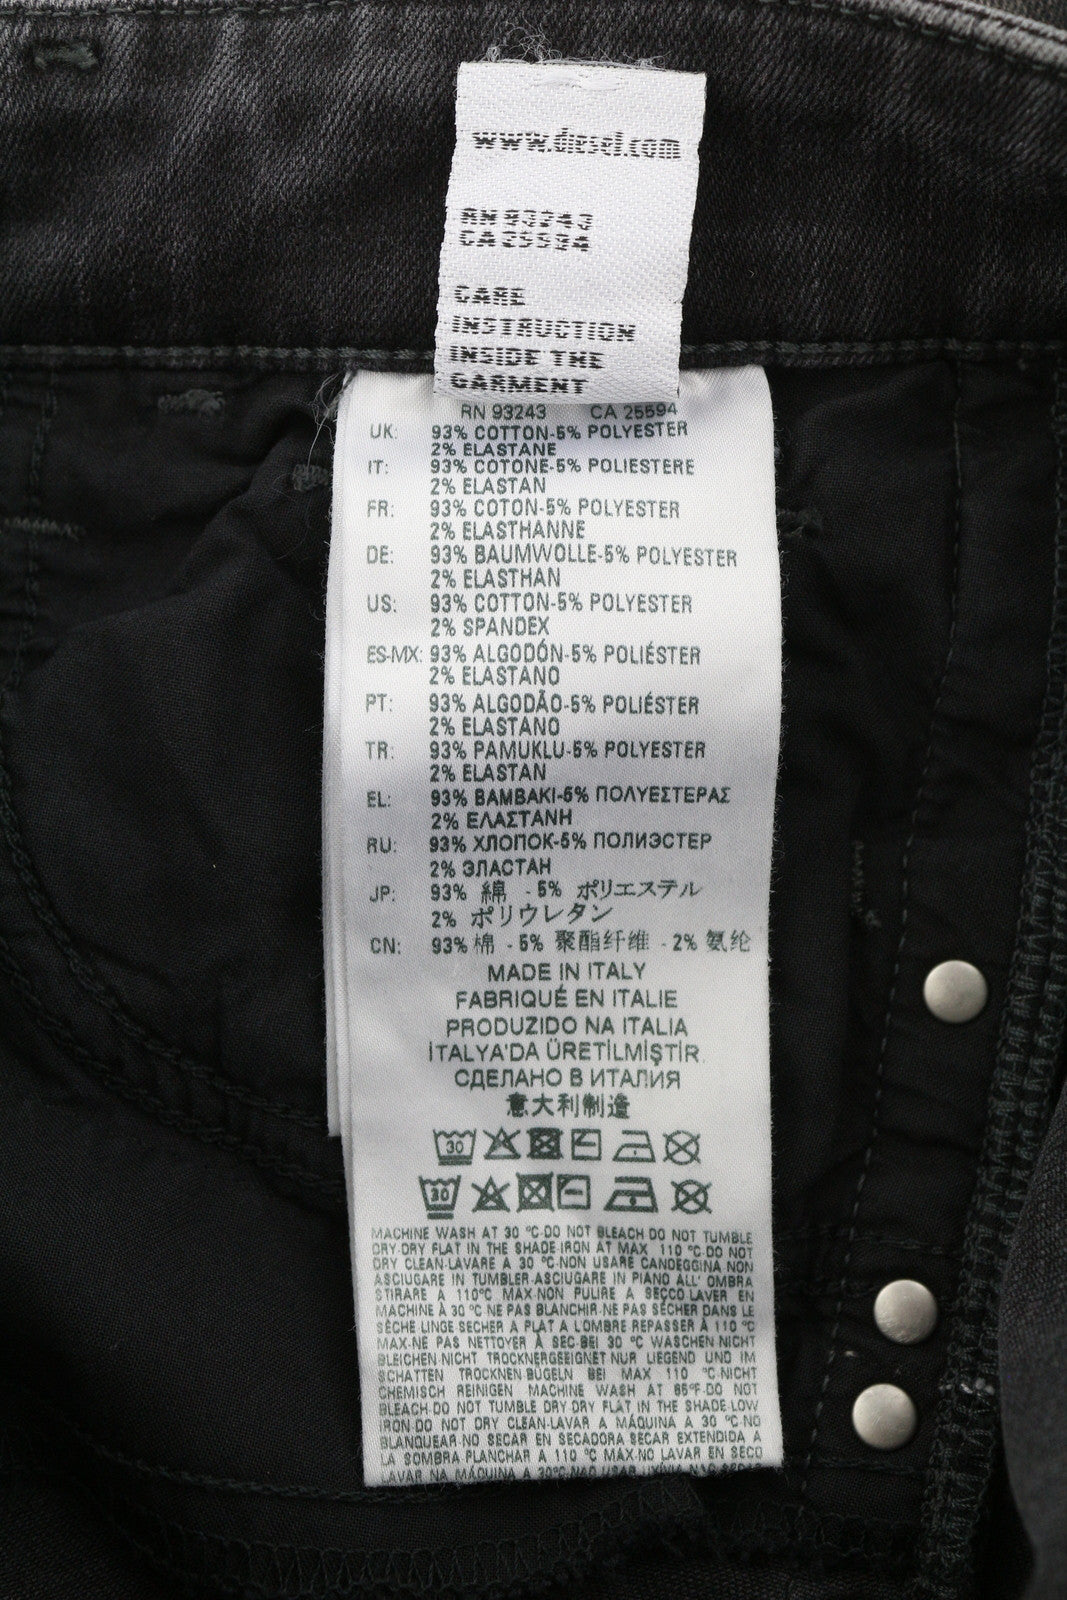 www.diesel.com
RN 93243
CA 25594
CARE
INSTRUCTION
INSIDE THE
GARMENT
RN 93243 CA 25594
UK: 93% COTTON-5% POLYESTER
2% ELASTANE
IT: 93% COTONE-5% POLIESTERE
2% ELASTAN
FR: 93% COTON-5% POLYESTER
2% ELASTHANNE
DE: 93% BAUMWOLLE-5% POLYESTER
2% ELASTHAN
US: 93% COTTON-5% POLYESTER
2% SPANDEX
ES-MX: 93% ALGODÓN-5% POLIÉSTER
2% ELASTANO
PT: 93% ALGODÃO-5% POLIÉSTER
2% ELASTANO
TR: 93% PAMUKLU-5% POLYESTER
2% ELASTAN
EL: 93% ΒΑΜΒΑΚΙ-5% ΠΟΛΥΕΣΤΕΡΑΣ
2% ΕΛΑΣΤΑΝΗ
RU: 93% ХЛОПОК-5% ПОЛИЭСТЕР
2% ЭЛАСТАН
JP: 93% 綿 - 5% ポリエステル
2% ポリウレタン
CN: 93% 棉 - 5% 聚酯纤维 - 2% 氨纶
MADE IN ITALY
FABRIQUÉ EN ITALIE
PRODUZIDO NA ITALIA
İTALYA'DA ÜRETİLMİŞTİR
СДЕЛАНО В ИТАЛИЯ
意大利制造
30
30
MACHINE WASH AT 30 °C-DO NOT BLEACH-DO NOT TUMBLE
DRY-DRY FLAT IN THE SHADE-IRON AT MAX 110 °C-DO NOT
DRY CLEAN-LAVARE A 30 °C-NON USARE CANDEGGINA NON
ASCIUGARE IN TUMBLER-ASCIUGARE IN PIANO ALL' OMBRA
STIRARE A 110°C MAX-NON PULIRE A SECCO-LAVER EN
MACHINE À 30 °C NE PAS BLANCHIR-NE PAS SÉCHER DANS LE
SÈCHE LINGE SECHER A PLAT A L'OMBRE REPASSER À 110 °C
MAX-NE PAS NETTOYER À SEC-BEI 30 °C WASCHEN NICHT
BLEICHEN-NICHT TROCKNERGEEIGNET NUR LIEGEND UND IM
SCHATTEN TROCKNEN-BÜGELN BEI MAX 110 °C-NICHT
CHEMISCH REINIGEN MACHINE WASH AT 85°F-DO NOT
BLEACH-DO NOT TUMBLE DRY DRY FLAT IN THE SHADE-LOW
IRON-DO NOT DRY CLEAN-LAVAR A MÁQUINA A 30 °C-NO
BLANQUEAR-NO SECAR EN SECADORA SECAR EXTENDIDA A
LA SOMBRA-PLANCHAR A 110 °C MAX-NO LAVAR EN SECO
LAVAR NA MÁQUINA A 30°C-NÃO USAR